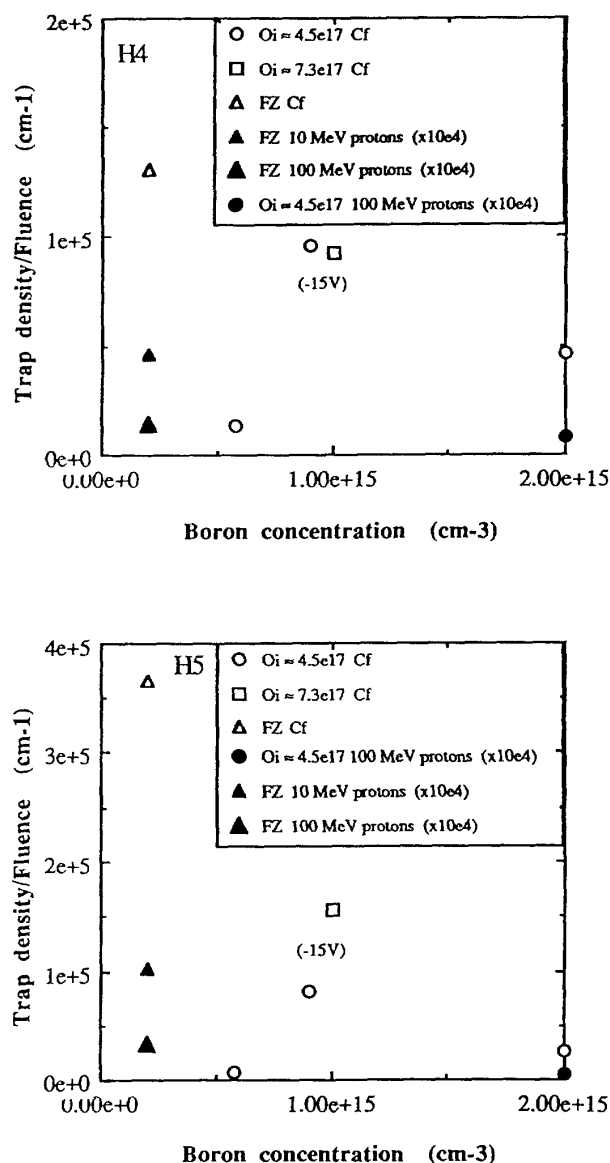 2e+5
H4
Oi ≈ 4.5e17 Cf
Oi ≈ 7.3e17 Cf
FZ Cf
FZ 10 MeV protons (x10e4)
FZ 100 MeV protons (x10e4)
Oi ≈ 4.5e17 100 MeV protons (x10e4)
1e+5
(-15V)
0e+0
0.00e+0 1.00e+15 2.00e+15
Trap density/Fluence (cm-1)
Boron concentration (cm-3)
4e+5
H5
Oi ≈ 4.5e17 Cf
Oi ≈ 7.3e17 Cf
FZ Cf
Oi ≈ 4.5e17 100 MeV protons (x10e4)
FZ 10 MeV protons (x10e4)
FZ 100 MeV protons (x10e4)
3e+5
2e+5
(-15V)
1e+5
0e+0
0.00e+0 1.00e+15 2.00e+15
Trap density/Fluence (cm-1)
Boron concentration (cm-3)